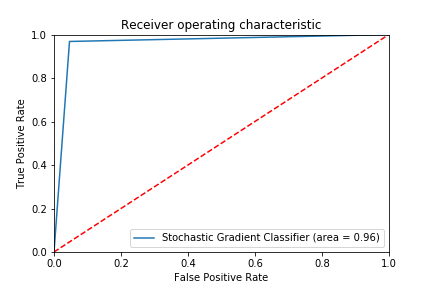 Receiver operating characteristic
1.0
0.8
0.6
0.4
0.2
0.0
True Positive Rate
Stochastic Gradient Classifier (area = 0.96)
0.0 0.2 0.4 0.6 0.8 1.0
False Positive Rate